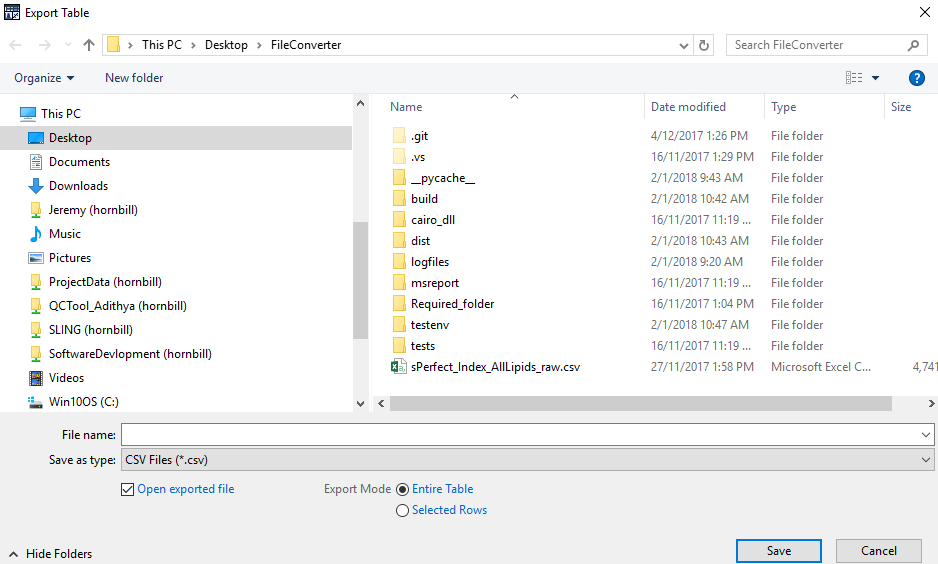 Export Table
This PC > Desktop > FileConverter
Search FileConverter
Organize New folder
?
This PC
Desktop
Documents
Downloads
Jeremy (hornbill)
Music
Pictures
ProjectData (hornbill)
QCTool_Adithya (hornbill)
SLING (hornbill)
SoftwareDevlopment (hornbill)
Videos
Win10OS (C:)
Name Date modified Type Size
.git 4/12/2017 1:26 PM File folder
.vs 16/11/2017 1:29 PM File folder
__pycache__ 2/1/2018 9:43 AM File folder
build 2/1/2018 10:42 AM File folder
cairo_dll 16/11/2017 11:19 ... File folder
dist 2/1/2018 10:43 AM File folder
logfiles 2/1/2018 9:20 AM File folder
msreport 16/11/2017 11:19 ... File folder
Required_folder 16/11/2017 1:04 PM File folder
testenv 2/1/2018 10:47 AM File folder
tests 16/11/2017 11:19 ... File folder
sPerfect_Index_AllLipids_raw.csv 27/11/2017 1:58 PM Microsoft Excel C... 4,741
File name:
Save as type: CSV Files (*.csv)
Open exported file Export Mode Entire Table
Selected Rows
Hide Folders Save Cancel